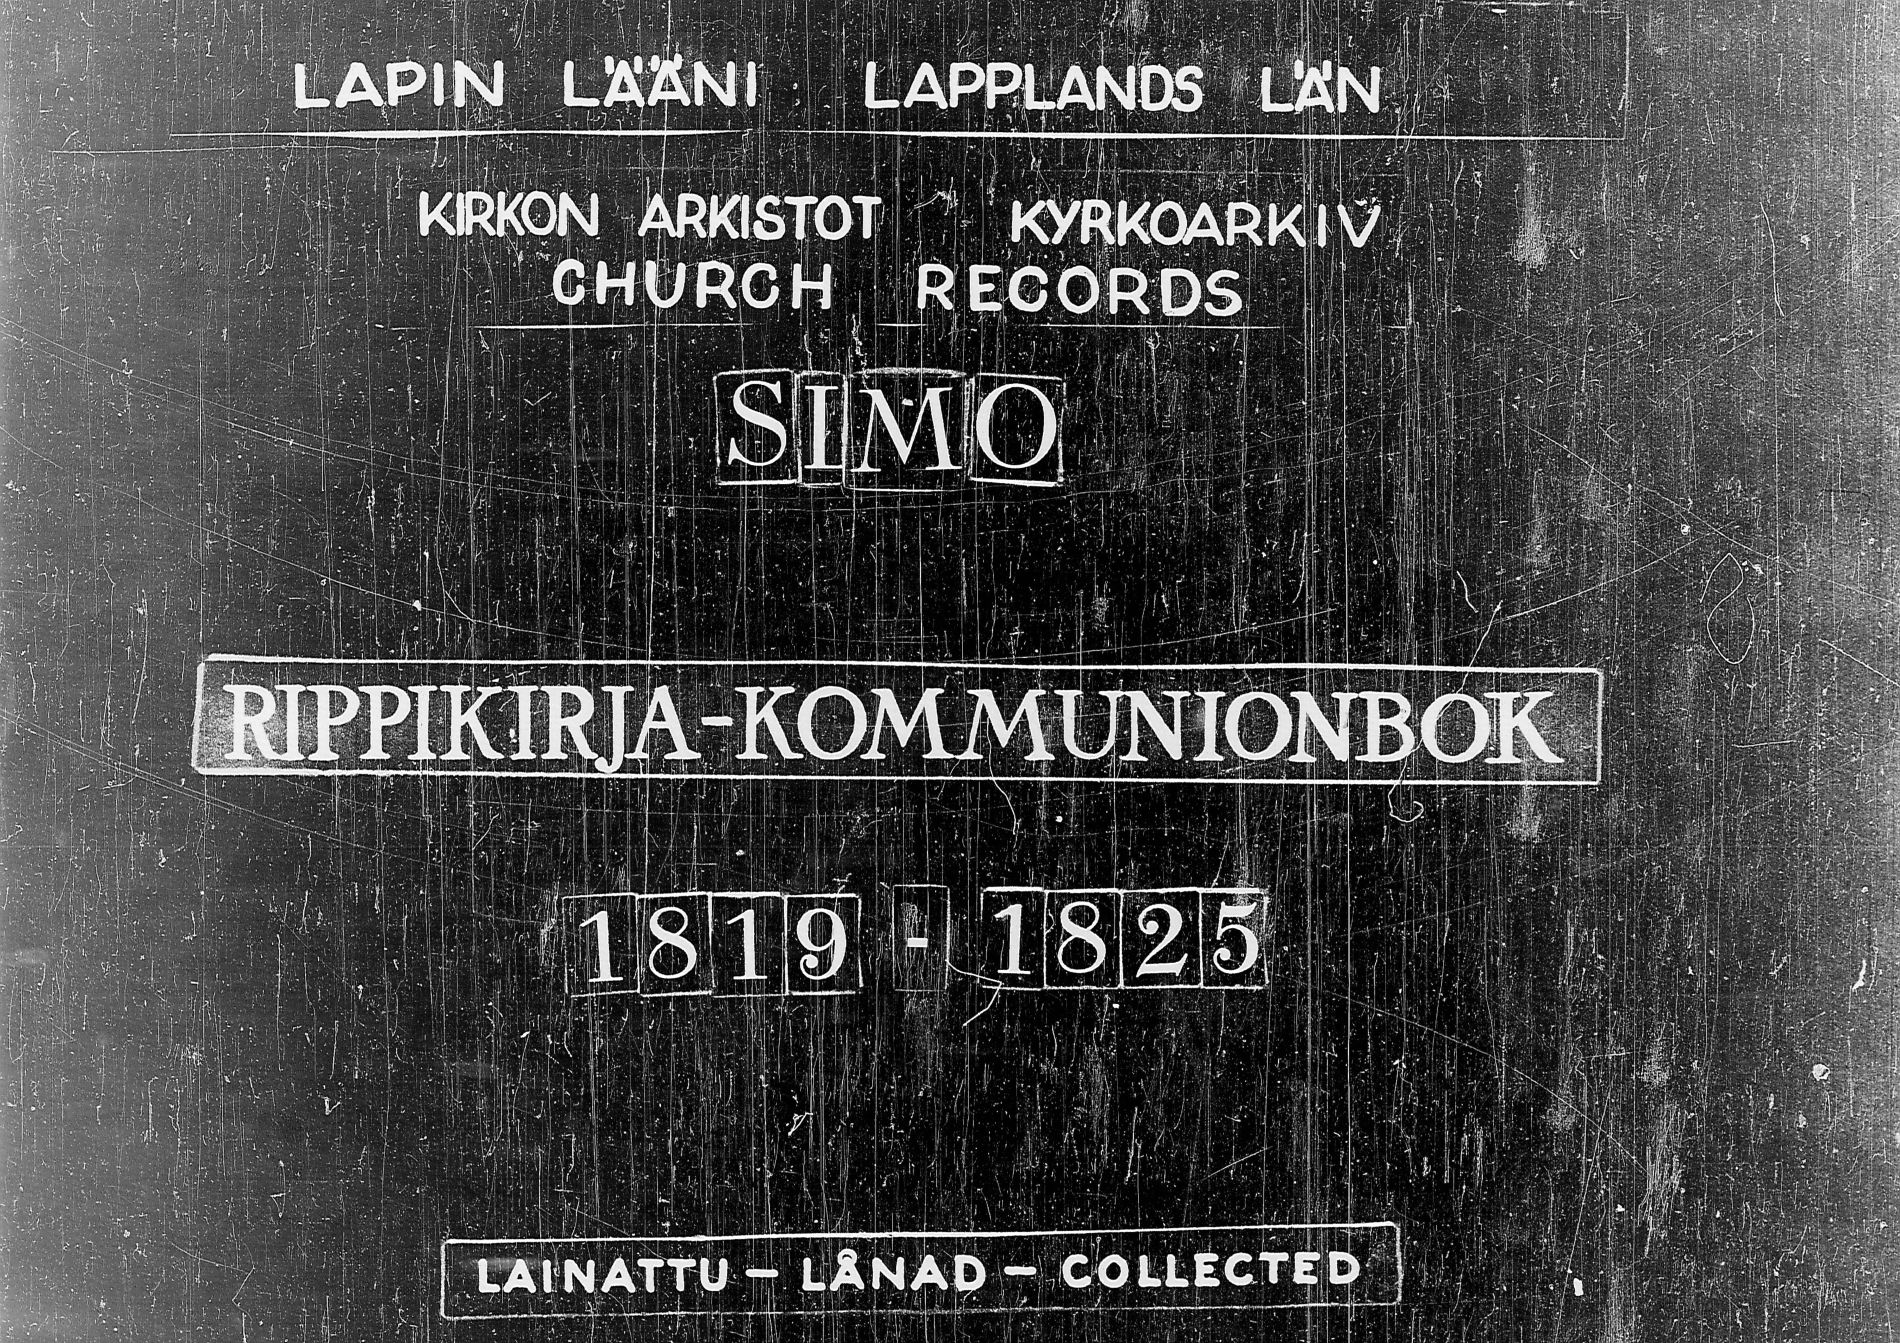 LAPIN LÄÄNI LAPPLANDS LÄN
KIRKON ARKISTOT KYRKOARKIV
CHURCH RECORDS
SIMO
RIPPIKIRJA-KOMMUNIONBOK
1819 - 1825
LAINATTU - LÅNAD - COLLECTED